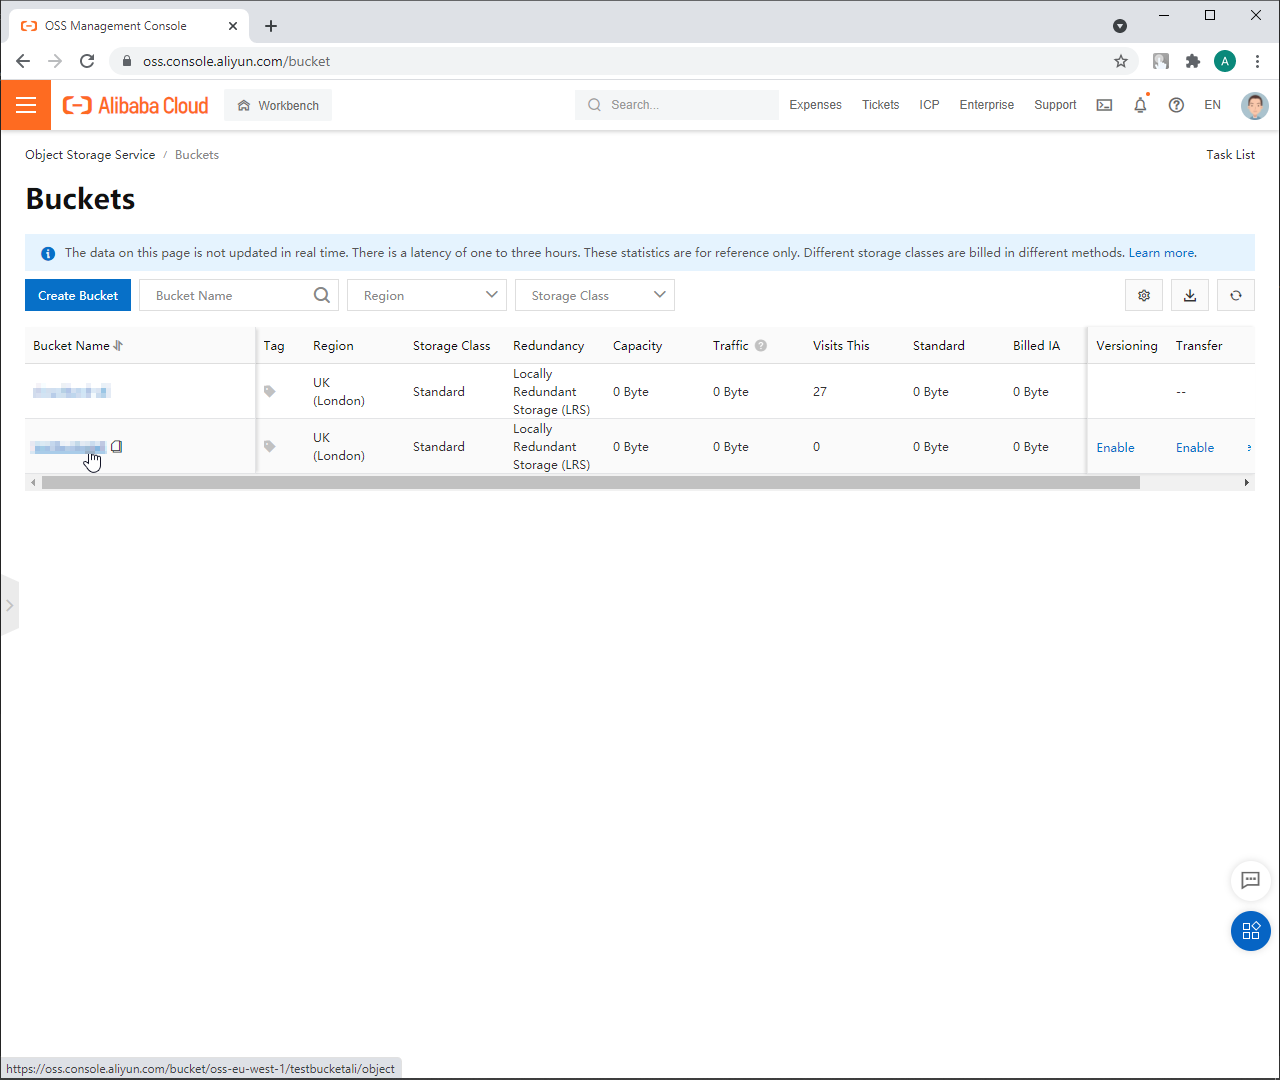 OSS Management Console
oss.console.aliyun.com/bucket
A
Alibaba Cloud
Workbench
Search...
Expenses
Tickets
ICP
Enterprise
Support
EN
Object Storage Service / Buckets
Task List
Buckets
The data on this page is not updated in real time. There is a latency of one to three hours. These statistics are for reference only. Different storage classes are billed in different methods. Learn more.
Create Bucket
Bucket Name
Region
Storage Class
Bucket Name Tag Region Storage Class Redundancy Capacity Traffic Visits This Standard Billed IA Versioning Transfer
UK
(London)
Standard
Locally
Redundant
Storage (LRS)
0 Byte 0 Byte 27 0 Byte 0 Byte --
UK
(London)
Standard
Locally
Redundant
Storage (LRS)
0 Byte 0 Byte 0 0 Byte 0 Byte Enable Enable
https://oss.console.aliyun.com/bucket/oss-eu-west-1/testbucketali/object